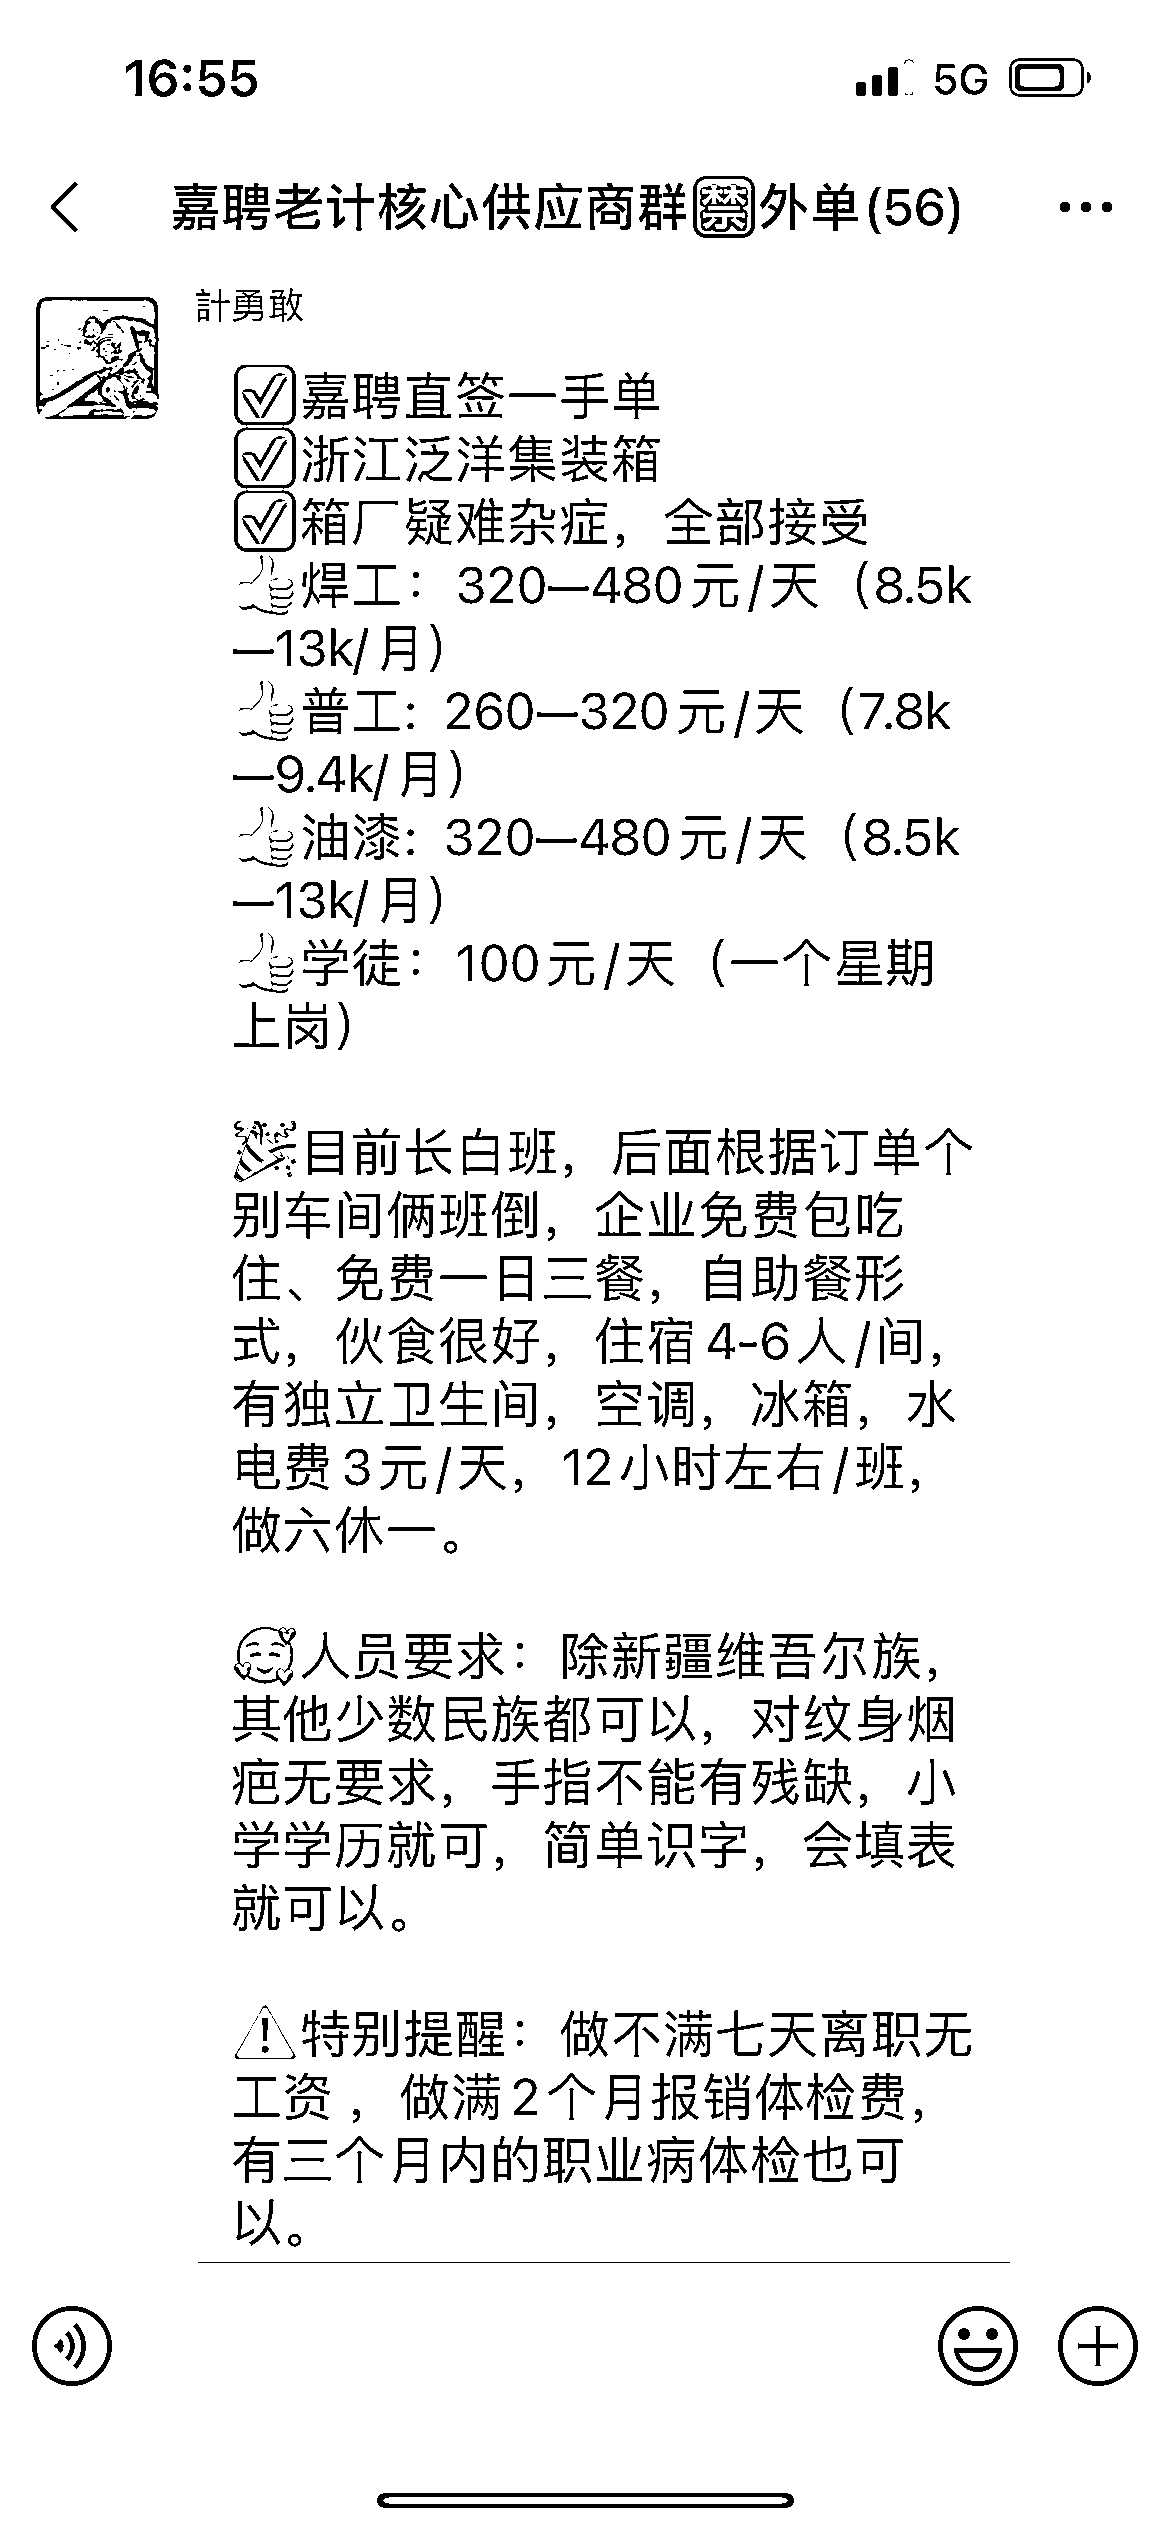 16:55
5G
嘉聘老计核心供应商群🈲外单(56)
計勇敢
✅嘉聘直签一手单
✅浙江泛洋集装箱
✅箱厂疑难杂症，全部接受
👍焊工：320—480元/天（8.5k
—13k/月）
👍普工：260—320元/天（7.8k
—9.4k/月）
👍油漆：320—480元/天（8.5k
—13k/月）
👍学徒：100元/天（一个星期
上岗）
🎉目前长白班，后面根据订单个
别车间俩班倒，企业免费包吃
住、免费一日三餐，自助餐形
式，伙食很好，住宿4-6人/间，
有独立卫生间，空调，冰箱，水
电费3元/天，12小时左右/班，
做六休一。
🥰人员要求：除新疆维吾尔族，
其他少数民族都可以，对纹身烟
疤无要求，手指不能有残缺，小
学学历就可，简单识字，会填表
就可以。
⚠️特别提醒：做不满七天离职无
工资 ，做满2个月报销体检费，
有三个月内的职业病体检也可
以。